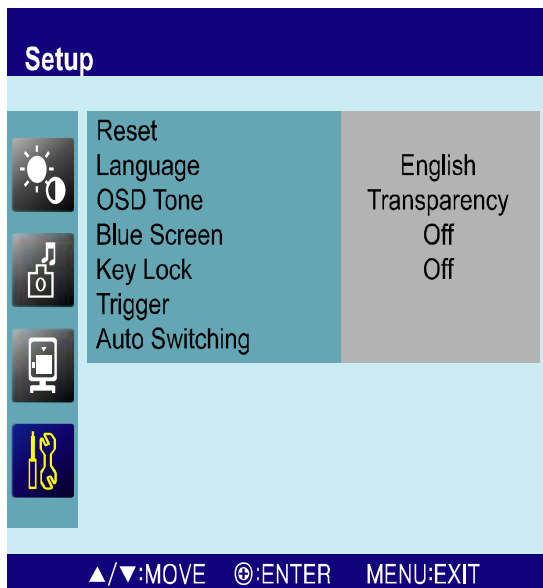 Setup
Reset
Language English
OSD Tone Transparency
Blue Screen Off
Key Lock Off
Trigger
Auto Switching
▲/▼:MOVE ⊕:ENTER MENU:EXIT